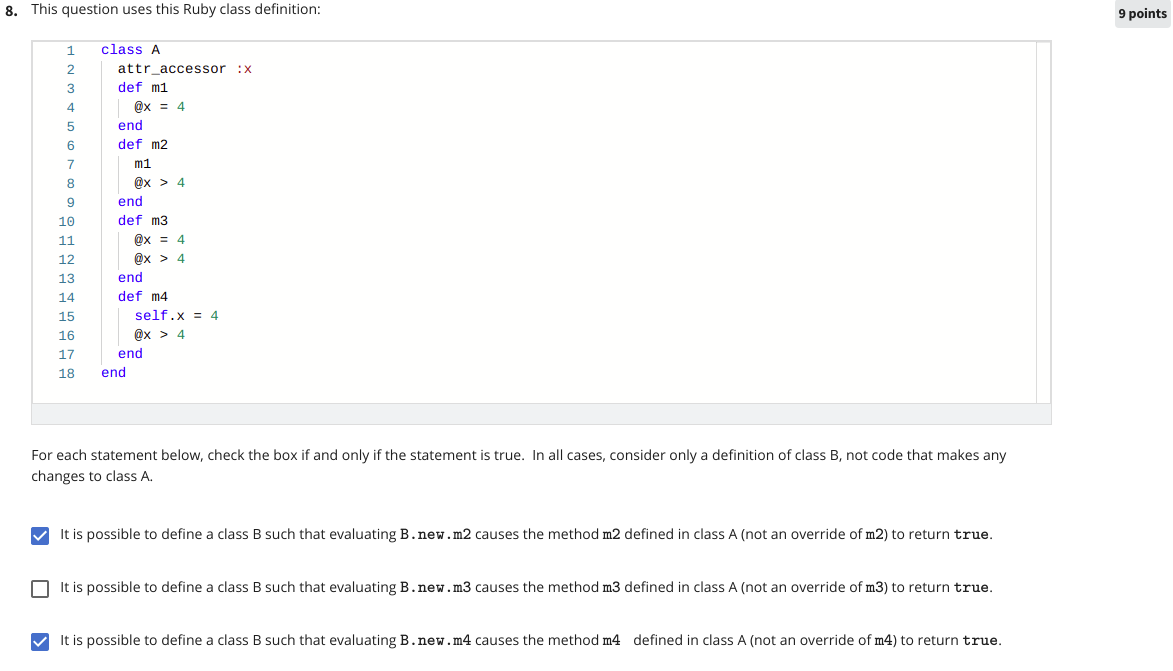 8. This question uses this Ruby class definition:
9 points
1 class A
2 attr_accessor :x
3 def m1
4 @x = 4
5 end
6 def m2
7 m1
8 @x > 4
9 end
10 def m3
11 @x = 4
12 @x > 4
13 end
14 def m4
15 self.x = 4
16 @x > 4
17 end
18 end
For each statement below, check the box if and only if the statement is true. In all cases, consider only a definition of class B, not code that makes any
changes to class A.
It is possible to define a class B such that evaluating B.new.m2 causes the method m2 defined in class A (not an override of m2) to return true.
It is possible to define a class B such that evaluating B.new.m3 causes the method m3 defined in class A (not an override of m3) to return true.
It is possible to define a class B such that evaluating B.new.m4 causes the method m4 defined in class A (not an override of m4) to return true.